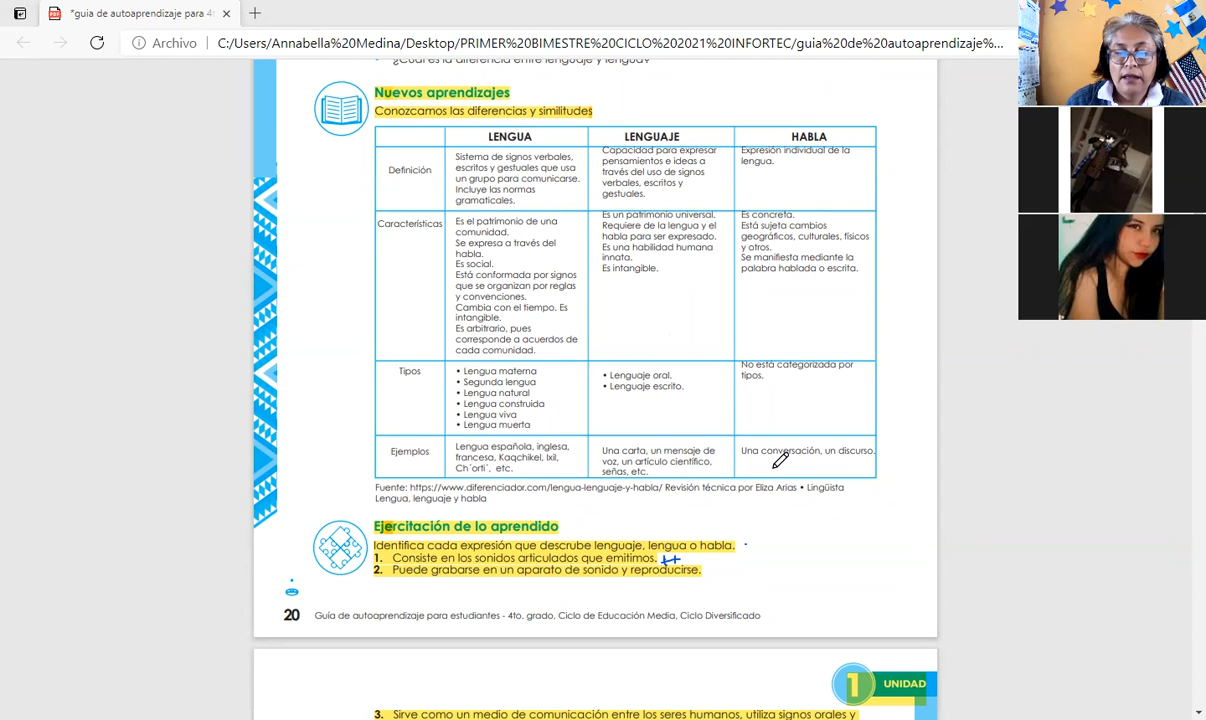 *guia de autoaprendizaje para 4
Archivo
C:/Users/Annabella%20Medina/Desktop/PRIMER%20BIMESTRE%20CICLO%202021%20INFORTEC/guia%20de%20autoaprendizaje%...
¿Cuál es la diferencia entre lenguaje y lengua?
Nuevos aprendizajes
Conozcamos las diferencias y similitudes
LENGUA LENGUAJE HABLA
Definición
Sistema de signos verbales,
escritos y gestuales que usa
un grupo para comunicarse.
Incluye las normas
gramaticales.
Capacidad para expresar
pensamientos e ideas a
través del uso de signos
verbales, escritos y
gestuales.
Expresión individual de la
lengua.
Características
Es el patrimonio de una
comunidad.
Se expresa a través del
habla.
Es social.
Está conformada por signos
que se organizan por reglas
y convenciones.
Cambia con el tiempo. Es
intangible.
Es arbitrario, pues
corresponde a acuerdos de
cada comunidad.
Es un patrimonio universal.
Requiere de la lengua y el
habla para ser expresado.
Es una habilidad humana
innata.
Es intangible.
Es concreta.
Está sujeta cambios
geográficos, culturales, físicos
y otros.
Se manifiesta mediante la
palabra hablada o escrita.
Tipos
• Lengua materna
• Segunda lengua
• Lengua natural
• Lengua construida
• Lengua viva
• Lengua muerta
• Lenguaje oral.
• Lenguaje escrito.
No está categorizada por
tipos.
Ejemplos
Lengua española, inglesa,
francesa, Kaqchikel, Ixil,
Ch´orti´, etc.
Una carta, un mensaje de
voz, un artículo científico,
señas, etc.
Una conversación, un discurso.
Fuente: https://www.diferenciador.com/lengua-lenguaje-y-habla/ Revisión técnica por Eliza Arias • Lingüista
Lengua, lenguaje y habla
Ejercitación de lo aprendido
Identifica cada expresión que descrube lenguaje, lengua o habla.
1. Consiste en los sonidos articulados que emitimos.
2. Puede grabarse en un aparato de sonido y reproducirse.
20 Guía de autoaprendizaje para estudiantes - 4to. grado, Ciclo de Educación Media, Ciclo Diversificado
1 UNIDAD
3. Sirve como un medio de comunicación entre los seres humanos, utiliza signos orales y